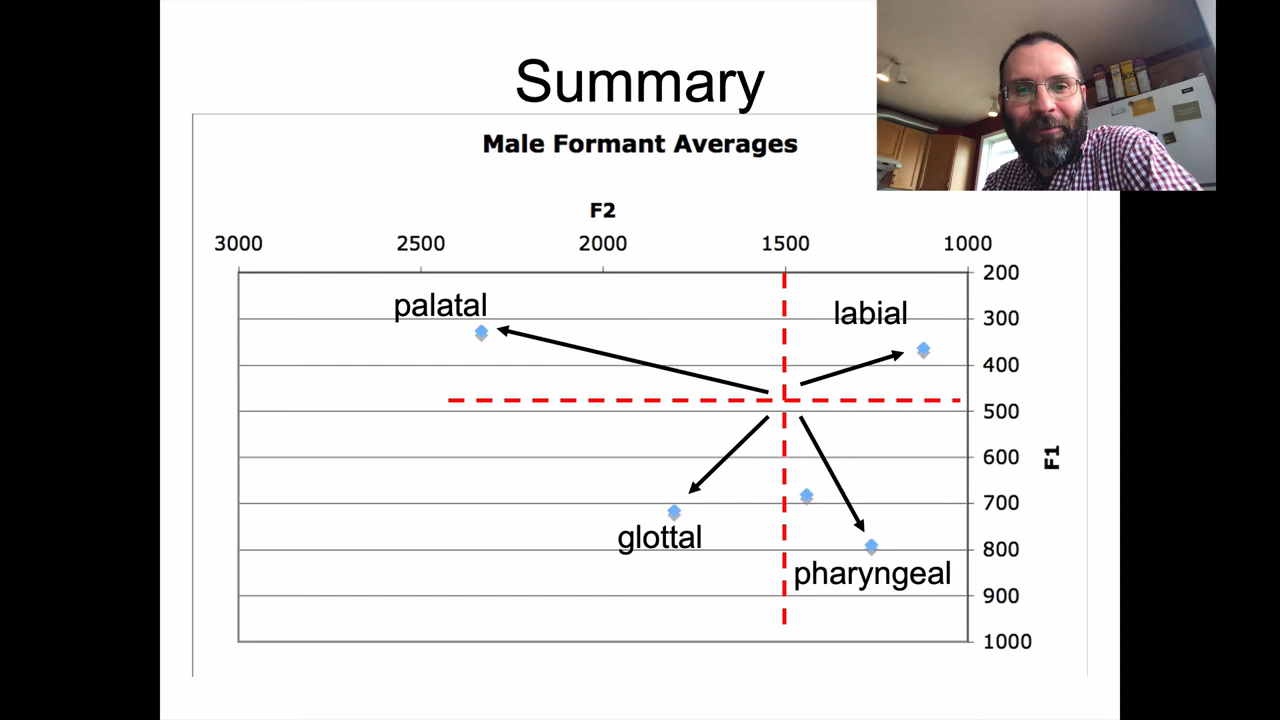 Summary
Male Formant Averages
F2
3000 2500 2000 1500 1000
200
palatal
labial
300
400
500
600
F1
700
glottal
800
pharyngeal
900
1000